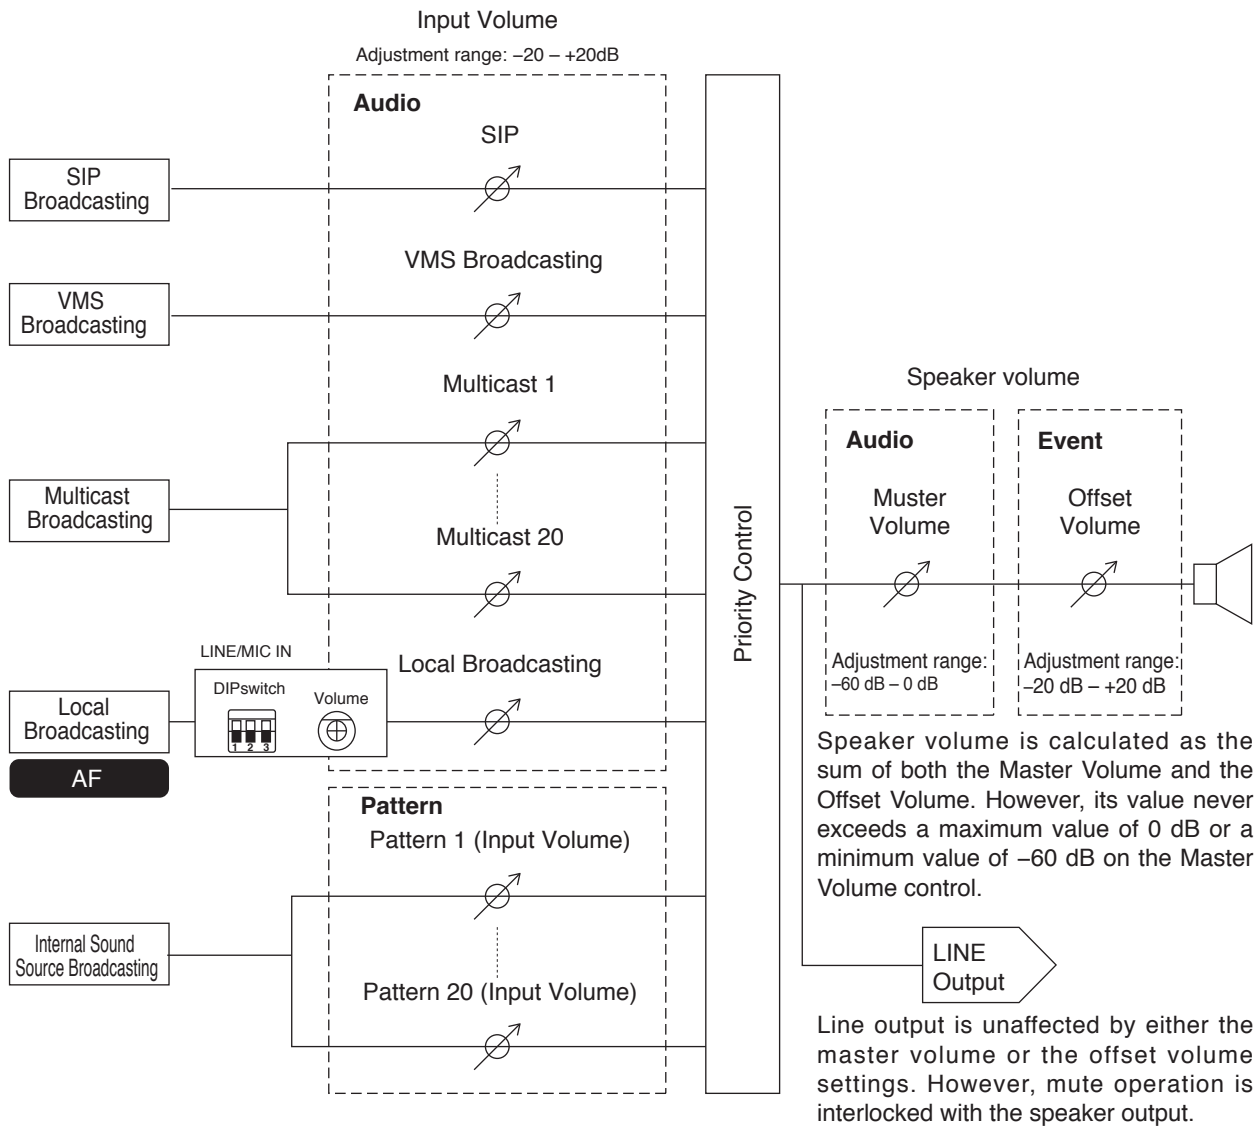 Input Volume
Adjustment range: –20 – +20dB
Audio
SIP
SIP
Broadcasting
VMS Broadcasting
VMS
Broadcasting
Multicast 1
Multicast
Broadcasting
Multicast 20
LINE/MIC IN
DIPswitch
Volume
1 2 3
Local Broadcasting
Local
Broadcasting
AF
Pattern
Pattern 1 (Input Volume)
Internal Sound
Source Broadcasting
Pattern 20 (Input Volume)
Priority Control
Speaker volume
Audio
Muster
Volume
Adjustment range:
–60 dB – 0 dB
Event
Offset
Volume
Adjustment range:
–20 dB – +20 dB
Speaker volume is calculated as the
sum of both the Master Volume and the
Offset Volume. However, its value never
exceeds a maximum value of 0 dB or a
minimum value of –60 dB on the Master
Volume control.
LINE
Output
Line output is unaffected by either the
master volume or the offset volume
settings. However, mute operation is
interlocked with the speaker output.